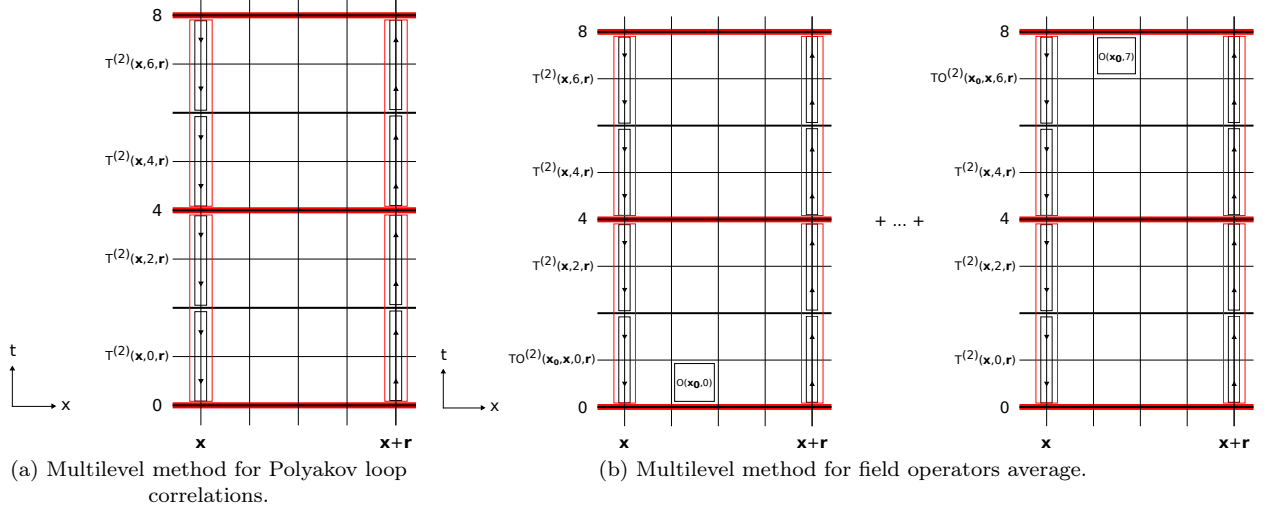 8
T(2)(x,6,r)
T(2)(x,4,r)
4
T(2)(x,2,r)
T(2)(x,0,r)
0
t
x
x
x+r
(a) Multilevel method for Polyakov loop
correlations.
8
T(2)(x,6,r)
T(2)(x,4,r)
4
T(2)(x,2,r)
TO(2)(x0,x,0,r)
O(x0,0)
0
t
x
x
x+r
+ ... +
8
O(x0,7)
TO(2)(x0,x,6,r)
T(2)(x,4,r)
4
T(2)(x,2,r)
T(2)(x,0,r)
0
x
x+r
(b) Multilevel method for field operators average.